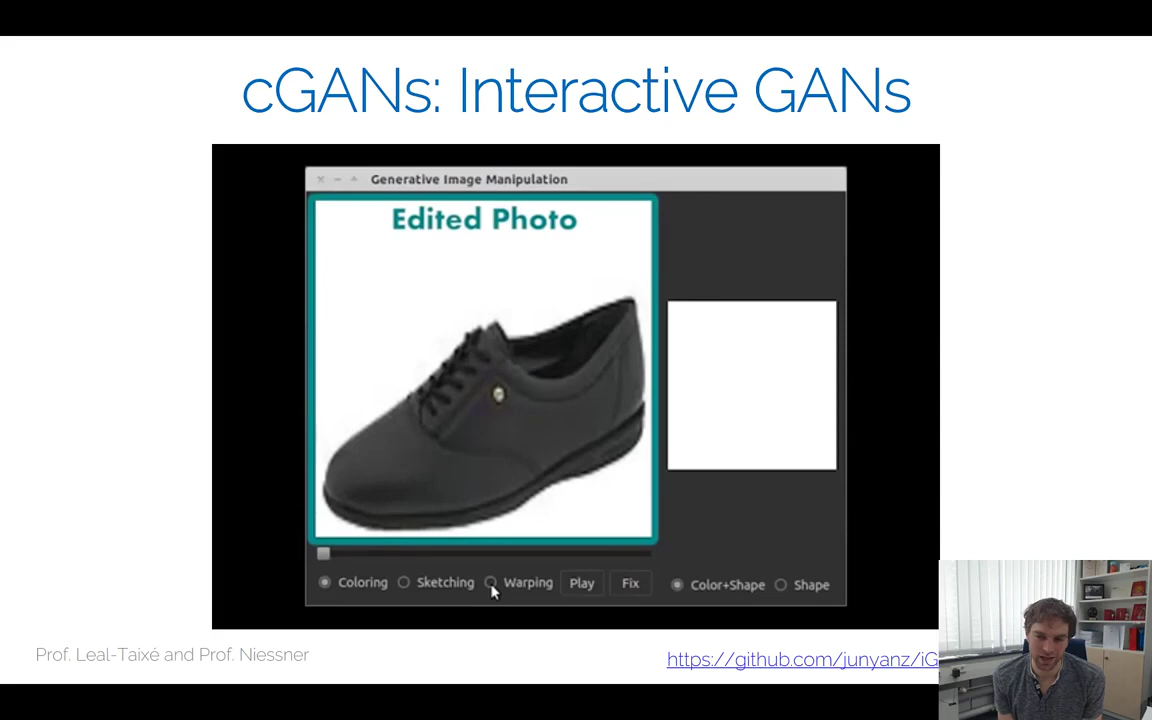 cGANs: Interactive GANs
Generative Image Manipulation
Edited Photo
Coloring Sketching Warping Play Fix Color+Shape Shape
Prof. Leal-Taixé and Prof. Niessner
https://github.com/junyanz/iG